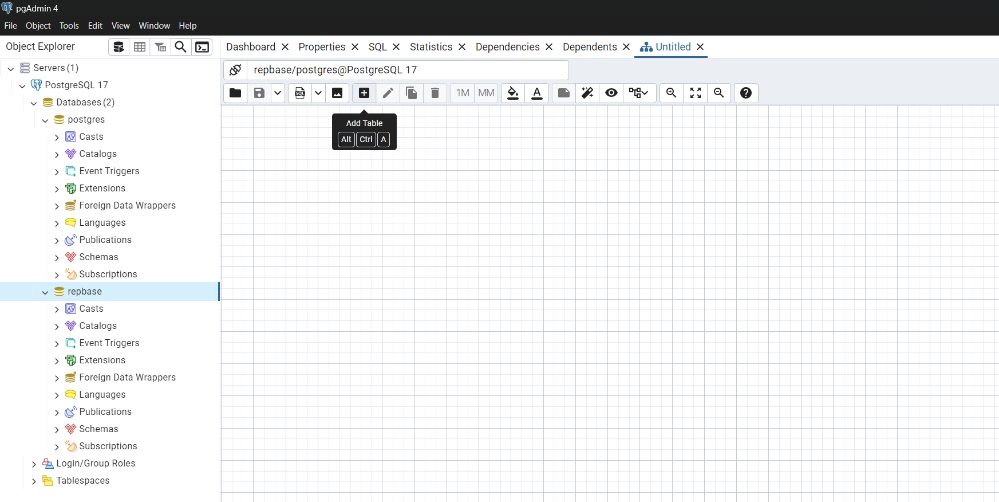 pgAdmin 4
File Object Tools Edit View Window Help
Object Explorer
Dashboard Properties SQL Statistics Dependencies Dependents Untitled
repbase/postgres@PostgreSQL 17
SQL 1M MM A
Add Table
Alt Ctrl A
Servers (1)
PostgreSQL 17
Databases (2)
postgres
Casts
Catalogs
Event Triggers
Extensions
Foreign Data Wrappers
Languages
Publications
Schemas
Subscriptions
repbase
Casts
Catalogs
Event Triggers
Extensions
Foreign Data Wrappers
Languages
Publications
Schemas
Subscriptions
Login/Group Roles
Tablespaces